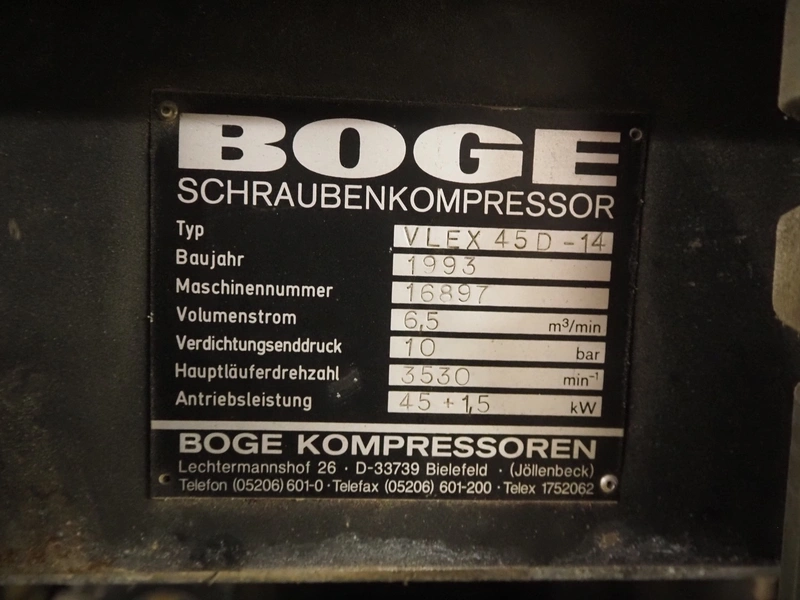 BOGE
SCHRAUBENKOMPRESSOR
Typ VLEX 45 D -14
Baujahr 1993
Maschinennummer 16897
Volumenstrom 6,5 m³/min
Verdichtungsenddruck 10 bar
Hauptläuferdrehzahl 3530 min⁻¹
Antriebsleistung 45 + 1,5 kW
BOGE KOMPRESSOREN
Lechtermannshof 26 · D-33739 Bielefeld · (Jöllenbeck)
Telefon (05206) 601-0 · Telefax (05206) 601-200 · Telex 1752062